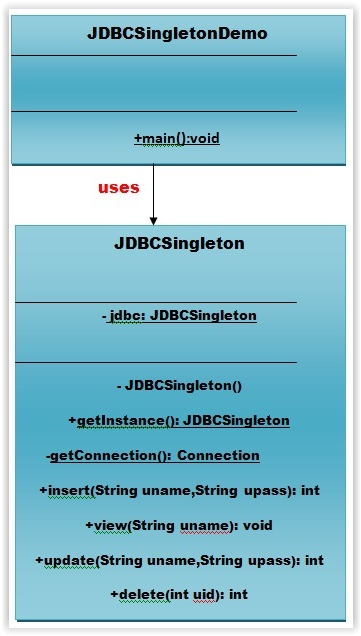 JDBCSingletonDemo
+main():void
uses
JDBCSingleton
- jdbc: JDBCSingleton
- JDBCSingleton()
+getInstance(): JDBCSingleton
-getConnection(): Connection
+insert(String uname,String upass): int
+view(String uname): void
+update(String uname,String upass): int
+delete(int uid): int